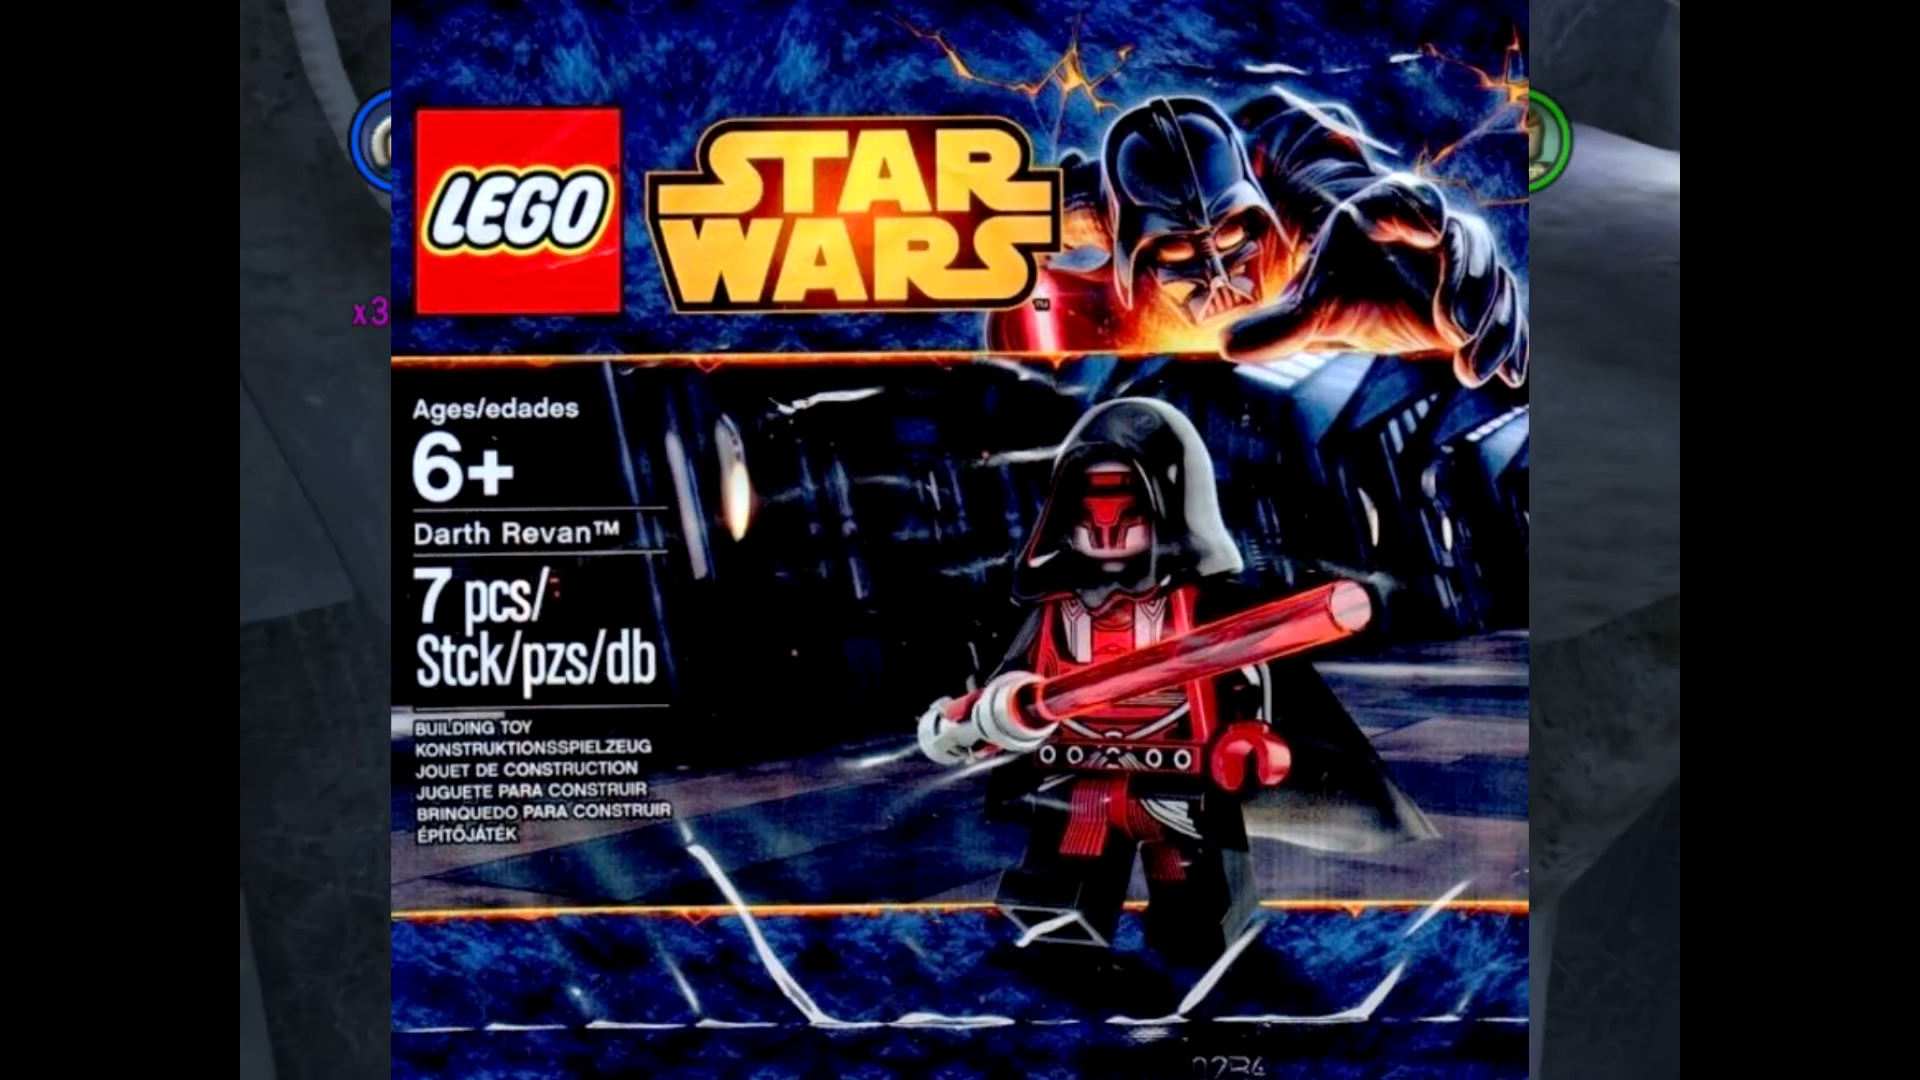 LEGO
STAR
WARS
™
x3
Ages/edades
6+
Darth Revan™
7 pcs/
Stck/pzs/db
BUILDING TOY
KONSTRUKTIONSSPIELZEUG
JOUET DE CONSTRUCTION
JUGUETE PARA CONSTRUIR
BRINQUEDO PARA CONSTRUIR
ÉPÍTŐJÁTÉK